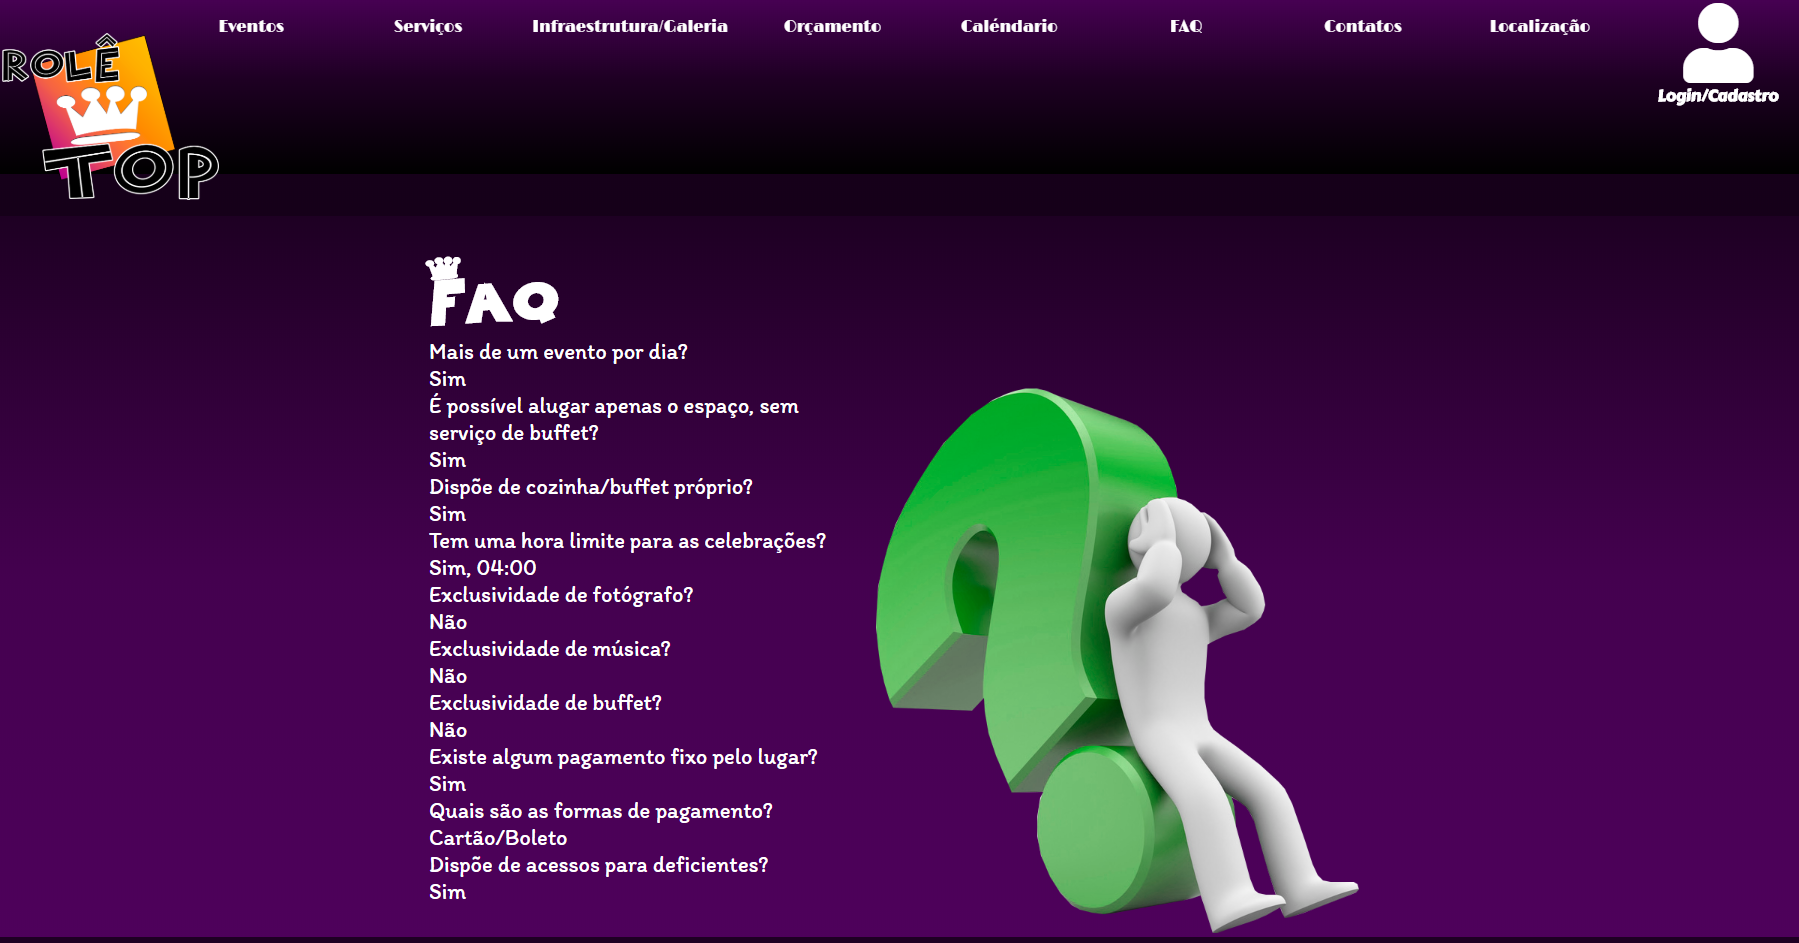 Eventos
Serviços
Infraestrutura/Galeria
Orçamento
Caléndario
FAQ
Contatos
Localização
ROLÊ
TOP
Login/Cadastro
FAQ
Mais de um evento por dia?
Sim
É possível alugar apenas o espaço, sem
serviço de buffet?
Sim
Dispõe de cozinha/buffet próprio?
Sim
Tem uma hora limite para as celebrações?
Sim, 04:00
Exclusividade de fotógrafo?
Não
Exclusividade de música?
Não
Exclusividade de buffet?
Não
Existe algum pagamento fixo pelo lugar?
Sim
Quais são as formas de pagamento?
Cartão/Boleto
Dispõe de acessos para deficientes?
Sim